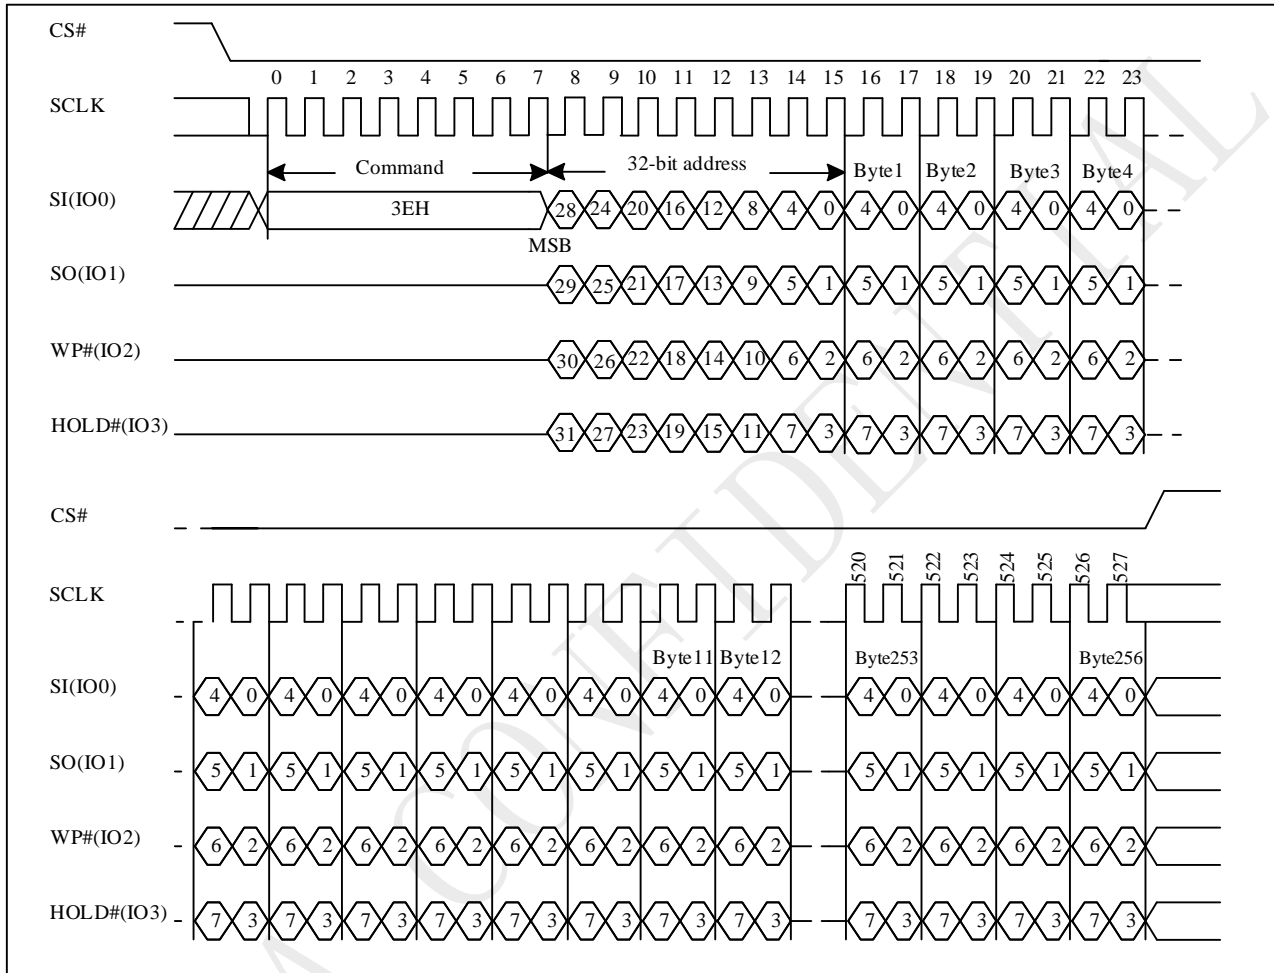 CS#
0 1 2 3 4 5 6 7 8 9 10 11 12 13 14 15 16 17 18 19 20 21 22 23
SCLK
Command 32-bit address Byte1 Byte2 Byte3 Byte4
SI(IO0) 3EH 28 24 20 16 12 8 4 0 4 0 4 0 4 0 4 0
MSB
SO(IO1) 29 25 21 17 13 9 5 1 5 1 5 1 5 1 5 1
WP#(IO2) 30 26 22 18 14 10 6 2 6 2 6 2 6 2 6 2
HOLD#(IO3) 31 27 23 19 15 11 7 3 7 3 7 3 7 3 7 3
CS#
520 521 522 523 524 525 526 527
SCLK
Byte11 Byte12 Byte253 Byte256
SI(IO0) 4 0 4 0 4 0 4 0 4 0 4 0 4 0 4 0 4 0 4 0 4 0 4 0
SO(IO1) 5 1 5 1 5 1 5 1 5 1 5 1 5 1 5 1 5 1 5 1 5 1 5 1
WP#(IO2) 6 2 6 2 6 2 6 2 6 2 6 2 6 2 6 2 6 2 6 2 6 2 6 2
HOLD#(IO3) 7 3 7 3 7 3 7 3 7 3 7 3 7 3 7 3 7 3 7 3 7 3 7 3
CONFIDENTIAL